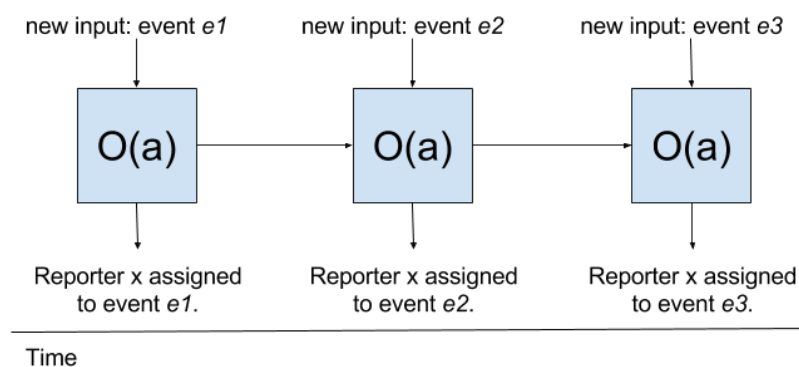 new input: event e1
new input: event e2
new input: event e3
O(a)
O(a)
O(a)
Reporter x assigned
to event e1.
Reporter x assigned
to event e2.
Reporter x assigned
to event e3.
Time